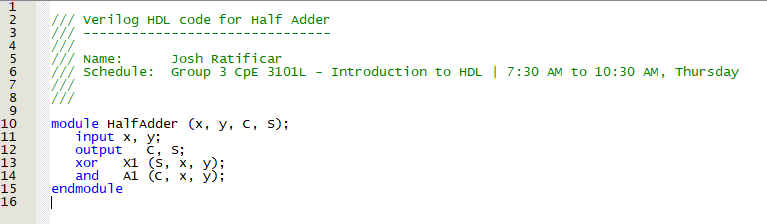 1
2 /// Verilog HDL code for Half Adder
3 /// -------------------------------
4 ///
5 /// Name:      Josh Ratificar
6 /// Schedule:  Group 3 CpE 3101L - Introduction to HDL | 7:30 AM to 10:30 AM, Thursday
7 ///
8 ///
9
10 module HalfAdder (x, y, C, S);
11    input x, y;
12    output   C, S;
13    xor   X1 (S, x, y);
14    and   A1 (C, x, y);
15 endmodule
16